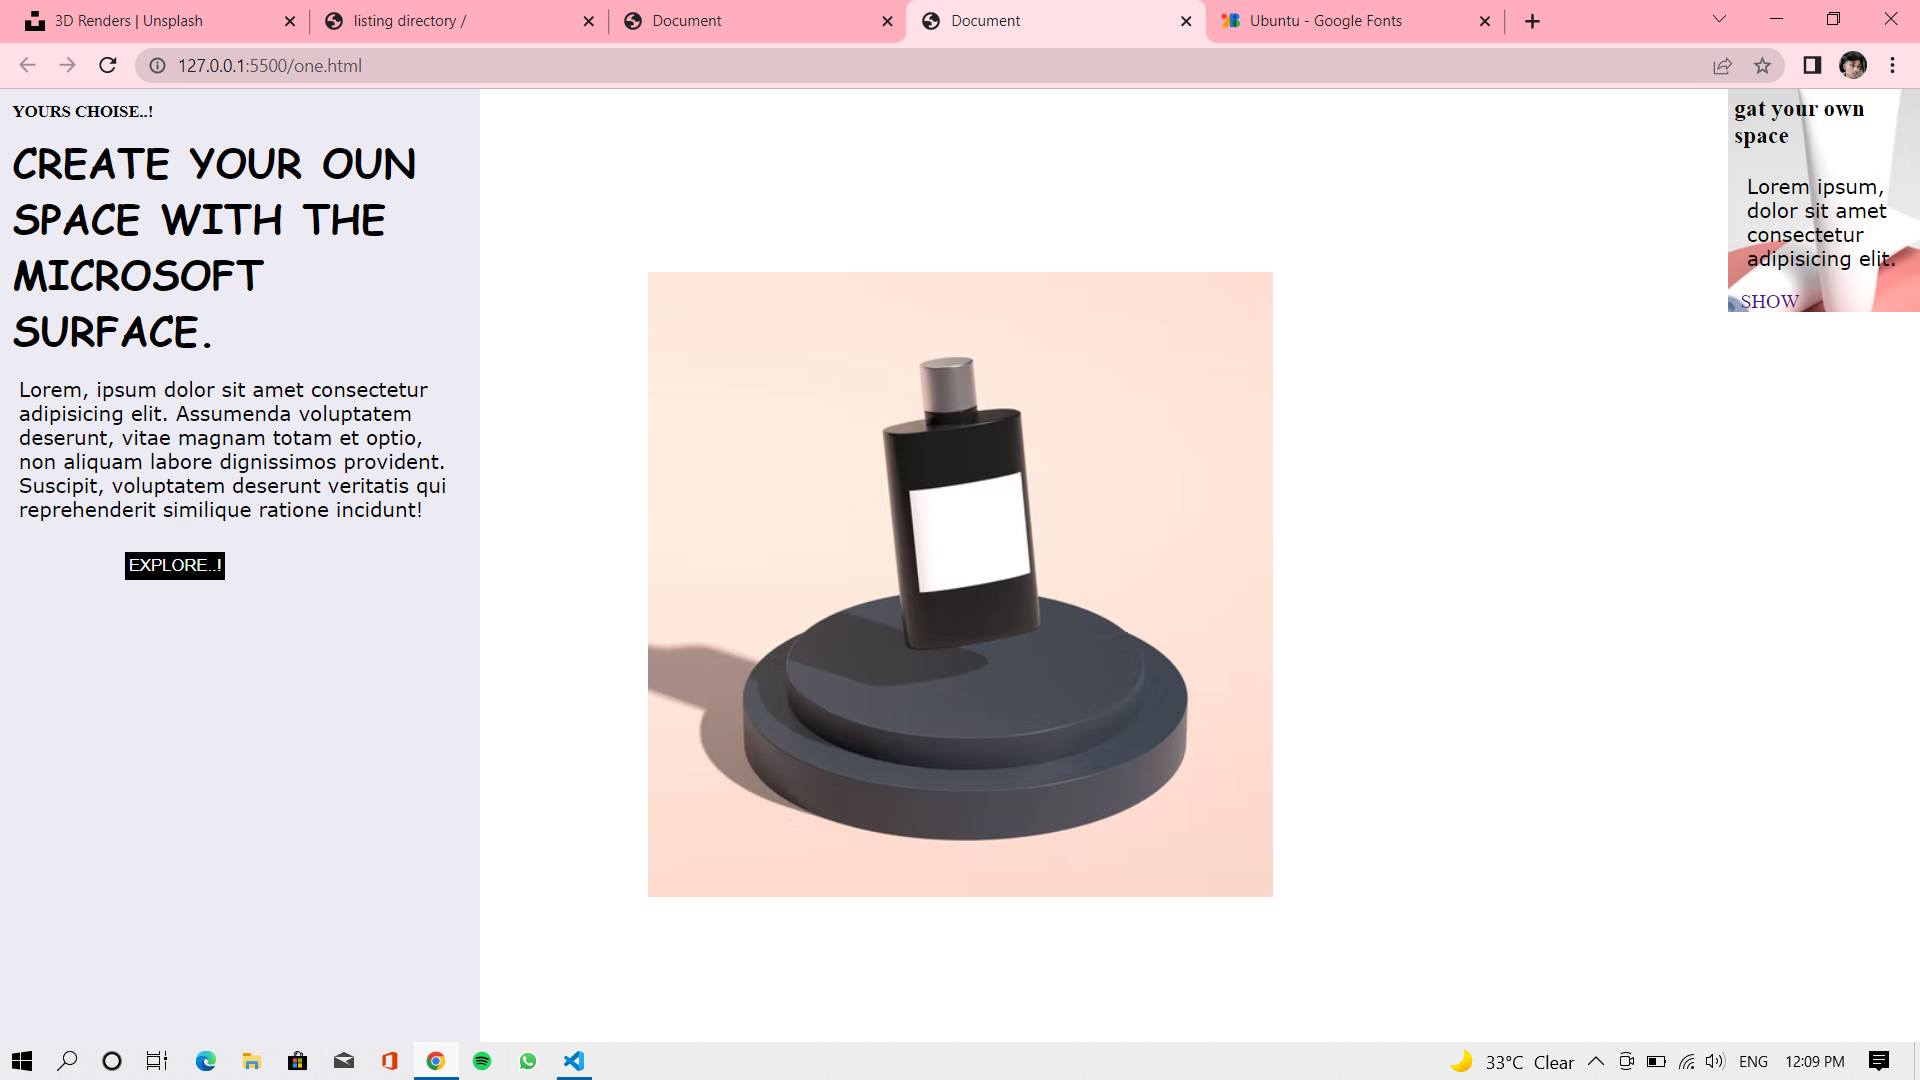 3D Renders | Unsplash
listing directory /
Document
Document
Ubuntu - Google Fonts
127.0.0.1:5500/one.html
YOURS CHOISE..!
CREATE YOUR OUN
SPACE WITH THE
MICROSOFT
SURFACE.
Lorem, ipsum dolor sit amet consectetur
adipisicing elit. Assumenda voluptatem
deserunt, vitae magnam totam et optio,
non aliquam labore dignissimos provident.
Suscipit, voluptatem deserunt veritatis qui
reprehenderit similique ratione incidunt!
EXPLORE..!
gat your own
space
Lorem ipsum,
dolor sit amet
consectetur
adipisicing elit.
SHOW
33°C Clear
ENG
12:09 PM